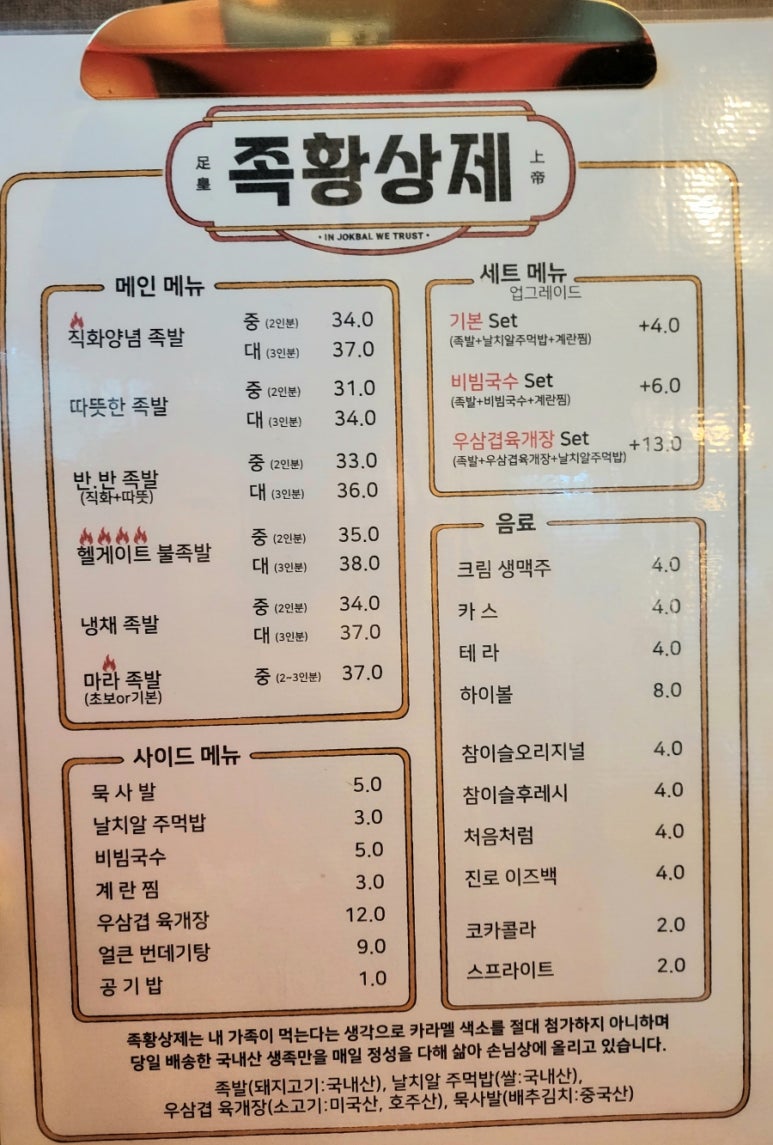 足皇 족황상제 上帝
• IN JOKBAL WE TRUST •
메인 메뉴
직화양념 족발 중 (2인분) 34.0
대 (3인분) 37.0
따뜻한 족발 중 (2인분) 31.0
대 (3인분) 34.0
반.반 족발 중 (2인분) 33.0
(직화+따뜻) 대 (3인분) 36.0
헬게이트 불족발 중 (2인분) 35.0
대 (3인분) 38.0
냉채 족발 중 (2인분) 34.0
대 (3인분) 37.0
마라 족발 중 (2~3인분) 37.0
(초보or기본)
사이드 메뉴
묵 사 발 5.0
날치알 주먹밥 3.0
비빔국수 5.0
계 란 찜 3.0
우삼겹 육개장 12.0
얼큰 번데기탕 9.0
공 기 밥 1.0
세트 메뉴
업그레이드
기본 Set +4.0
(족발+날치알주먹밥+계란찜)
비빔국수 Set +6.0
(족발+비빔국수+계란찜)
우삼겹육개장 Set +13.0
(족발+우삼겹육개장+날치알주먹밥)
음료
크림 생맥주 4.0
카 스 4.0
테 라 4.0
하이볼 8.0
참이슬오리지널 4.0
참이슬후레시 4.0
처음처럼 4.0
진로 이즈백 4.0
코카콜라 2.0
스프라이트 2.0
족황상제는 내 가족이 먹는다는 생각으로 카라멜 색소를 절대 첨가하지 아니하며
당일 배송한 국내산 생족만을 매일 정성을 다해 삶아 손님상에 올리고 있습니다.
족발(돼지고기:국내산), 날치알 주먹밥(쌀:국내산),
우삼겹 육개장(소고기:미국산, 호주산), 묵사발(배추김치:중국산)